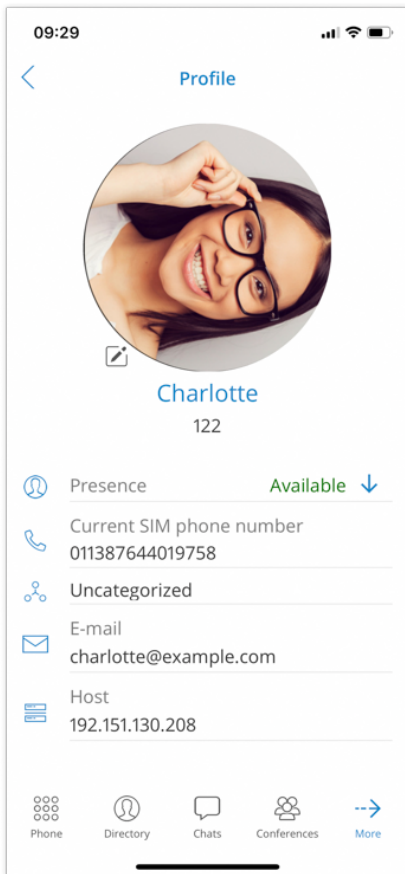 09:29
Profile
Charlotte
122
Presence Available
Current SIM phone number
011387644019758
Uncategorized
E-mail
charlotte@example.com
Host
192.151.130.208
Phone Directory Chats Conferences More